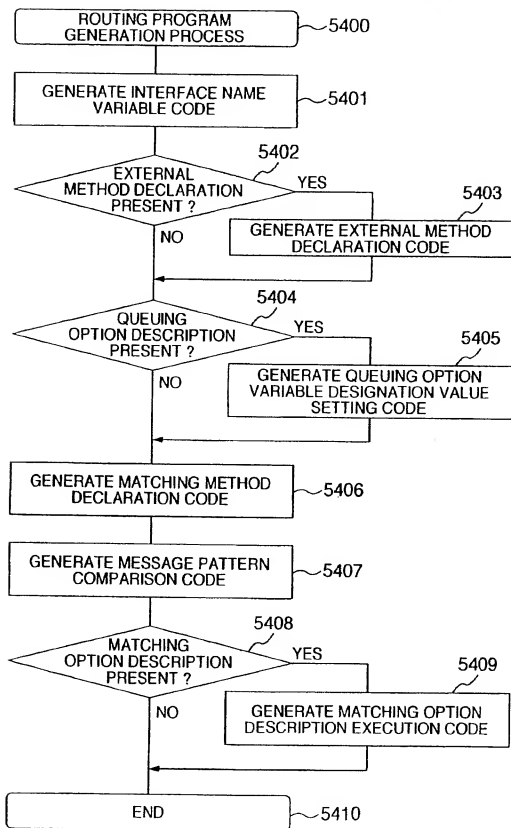 ROUTING PROGRAM
GENERATION PROCESS
5400
GENERATE INTERFACE NAME
VARIABLE CODE
5401
5402
EXTERNAL
METHOD DECLARATION
PRESENT ?
YES
NO
5403
GENERATE EXTERNAL METHOD
DECLARATION CODE
5404
QUEUING
OPTION DESCRIPTION
PRESENT ?
YES
NO
5405
GENERATE QUEUING OPTION
VARIABLE DESIGNATION VALUE
SETTING CODE
GENERATE MATCHING METHOD
DECLARATION CODE
5406
GENERATE MESSAGE PATTERN
COMPARISON CODE
5407
5408
MATCHING
OPTION DESCRIPTION
PRESENT ?
YES
NO
5409
GENERATE MATCHING OPTION
DESCRIPTION EXECUTION CODE
END
5410